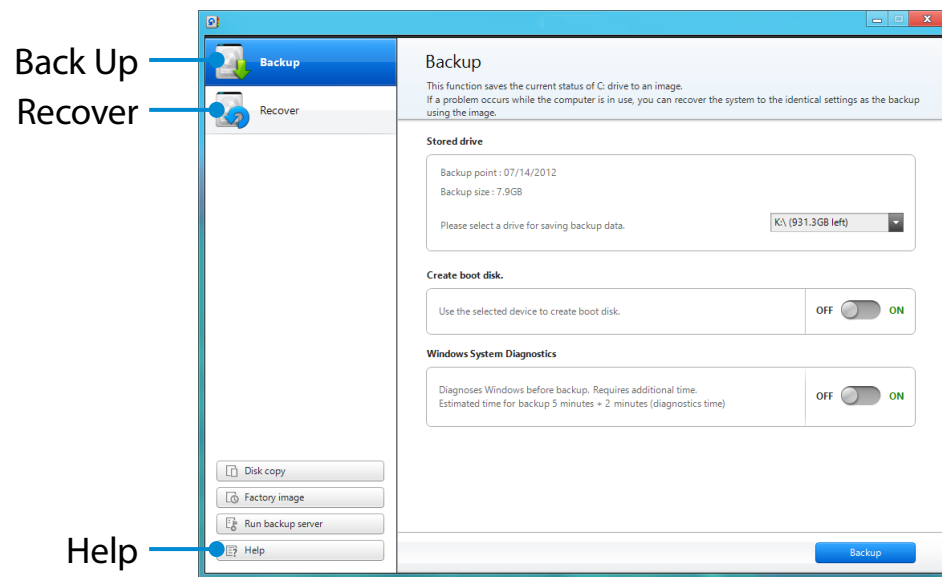 Back Up
Recover
Help
Backup
Recover
Disk copy
Factory image
Run backup server
Help
Backup
This function saves the current status of C: drive to an image.
If a problem occurs while the computer is in use, you can recover the system to the identical settings as the backup
using the image.
Stored drive
Backup point : 07/14/2012
Backup size : 7.9GB
Please select a drive for saving backup data.
K:\ (931.3GB left)
Create boot disk.
Use the selected device to create boot disk.
OFF ON
Windows System Diagnostics
Diagnoses Windows before backup. Requires additional time.
Estimated time for backup 5 minutes + 2 minutes (diagnostics time)
OFF ON
Backup